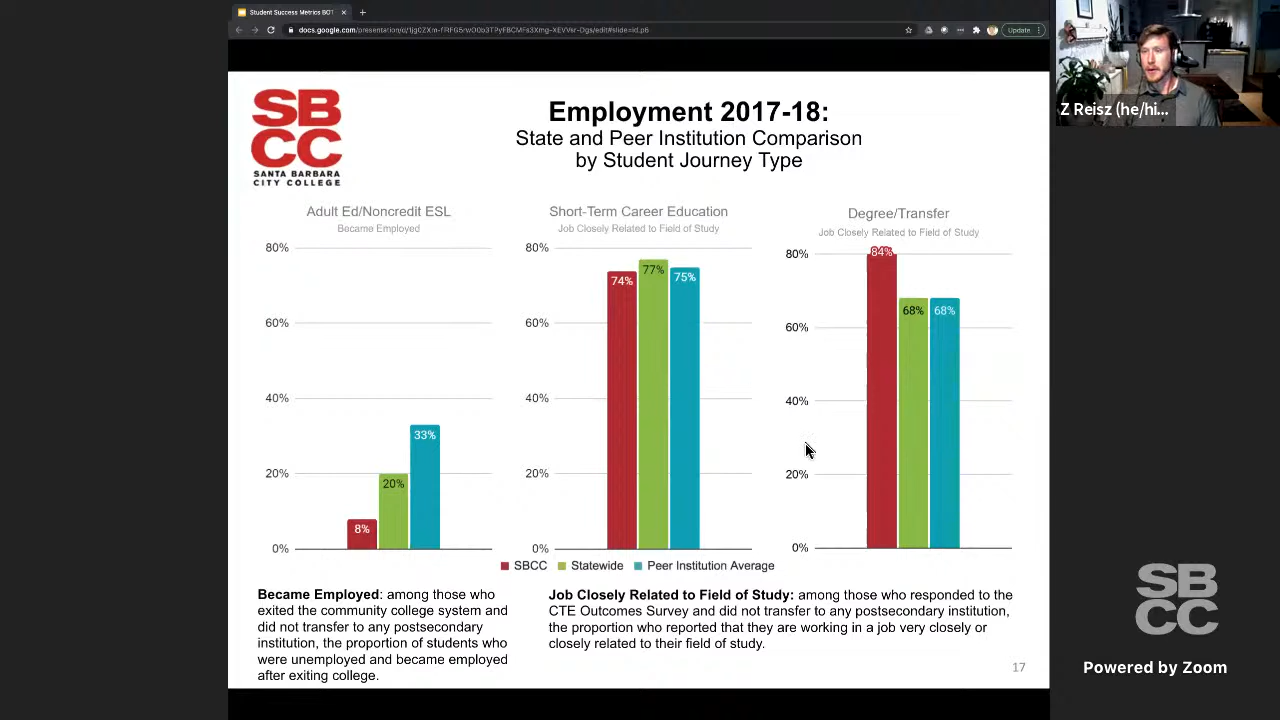 Student Success Metrics BOT
docs.google.com
Update
Z Reisz (he/hi...
SB
CC
SANTA BARBARA
CITY COLLEGE
Employment 2017-18:
State and Peer Institution Comparison
by Student Journey Type
Adult Ed/Noncredit ESL
Became Employed
80%
60%
40%
20%
0%
8%
20%
33%
Short-Term Career Education
Job Closely Related to Field of Study
80%
60%
40%
20%
0%
74%
77%
75%
Degree/Transfer
Job Closely Related to Field of Study
80%
60%
40%
20%
0%
84%
68%
68%
SBCC
Statewide
Peer Institution Average
Became Employed: among those who
exited the community college system and
did not transfer to any postsecondary
institution, the proportion of students who
were unemployed and became employed
after exiting college.
Job Closely Related to Field of Study: among those who responded to the
CTE Outcomes Survey and did not transfer to any postsecondary institution,
the proportion who reported that they are working in a job very closely or
closely related to their field of study.
17
SB
CC
Powered by Zoom